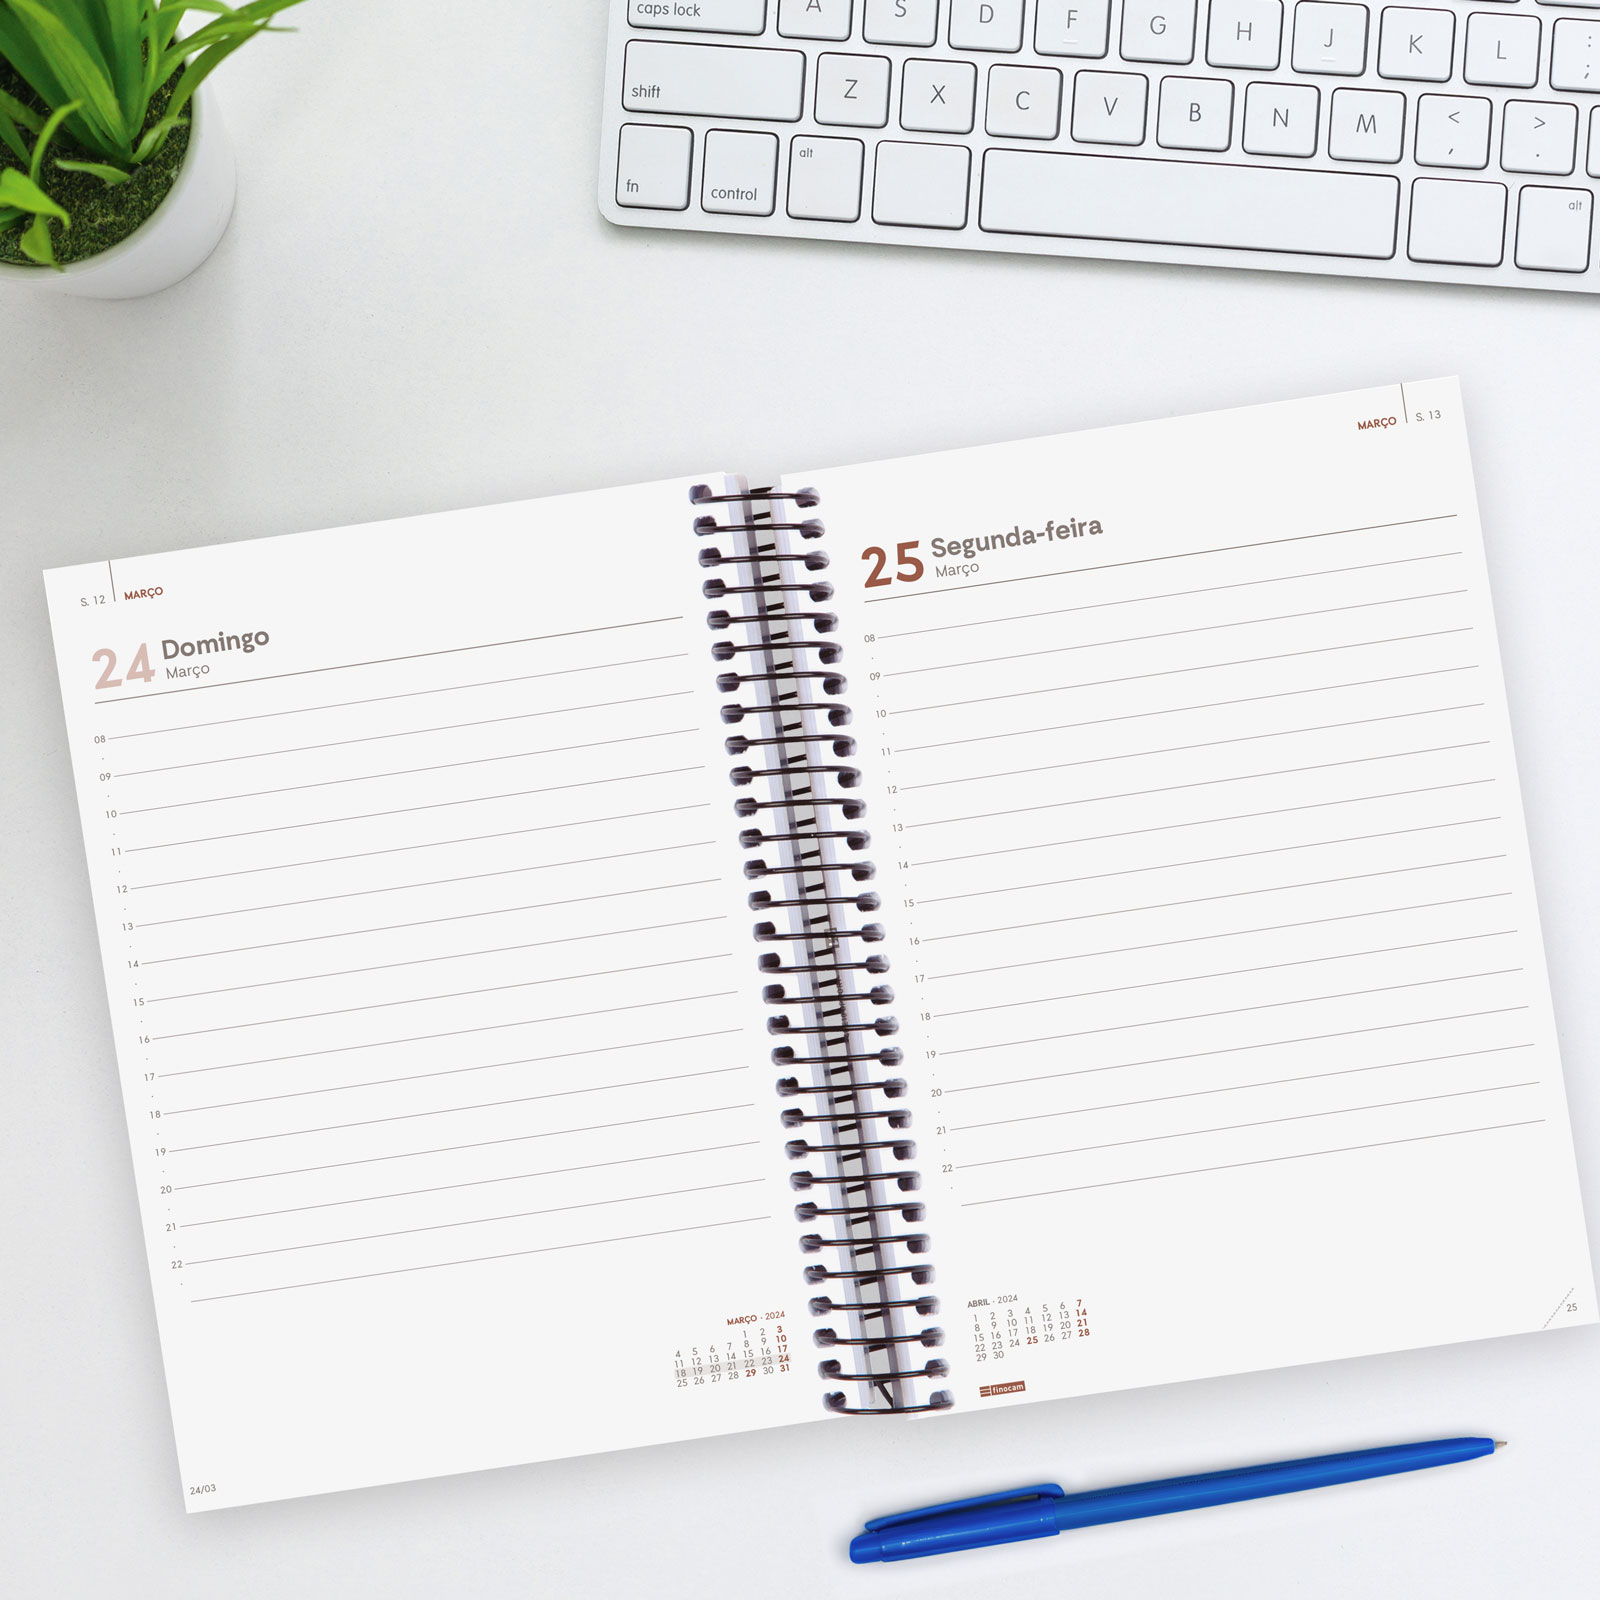 caps lock A S D F G H J K L : ;
shift Z X C V B N M < , > .
fn control alt alt
S. 12 MARÇO
24 Domingo
Março
08
09
10
11
12
13
14
15
16
17
18
19
20
21
22
MARÇO - 2024
1 2 3
4 5 6 7 8 9 10
11 12 13 14 15 16 17
18 19 20 21 22 23 24
25 26 27 28 29 30 31
24/03
MARÇO S. 13
25 Segunda-feira
Março
08
09
10
11
12
13
14
15
16
17
18
19
20
21
22
ABRIL - 2024
1 2 3 4 5 6 7
8 9 10 11 12 13 14
15 16 17 18 19 20 21
22 23 24 25 26 27 28
29 30
finocam
25